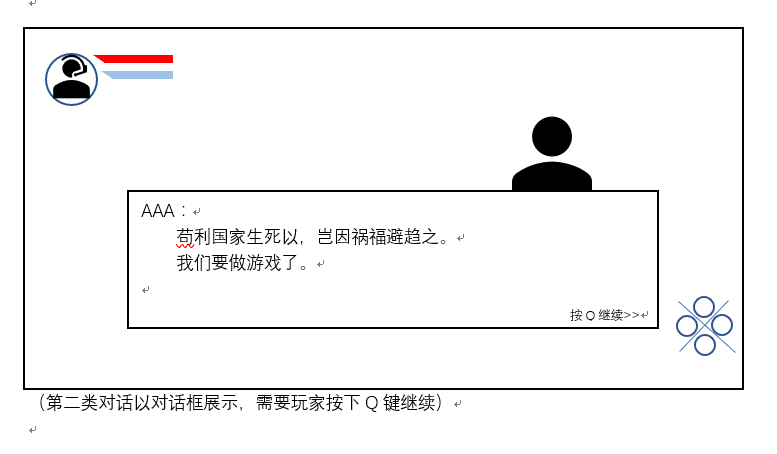 AAA：
苟利国家生死以，岂因祸福避趋之。
我们要做游戏了。
按 Q 继续>>
（第二类对话以对话框展示，需要玩家按下 Q 键继续）